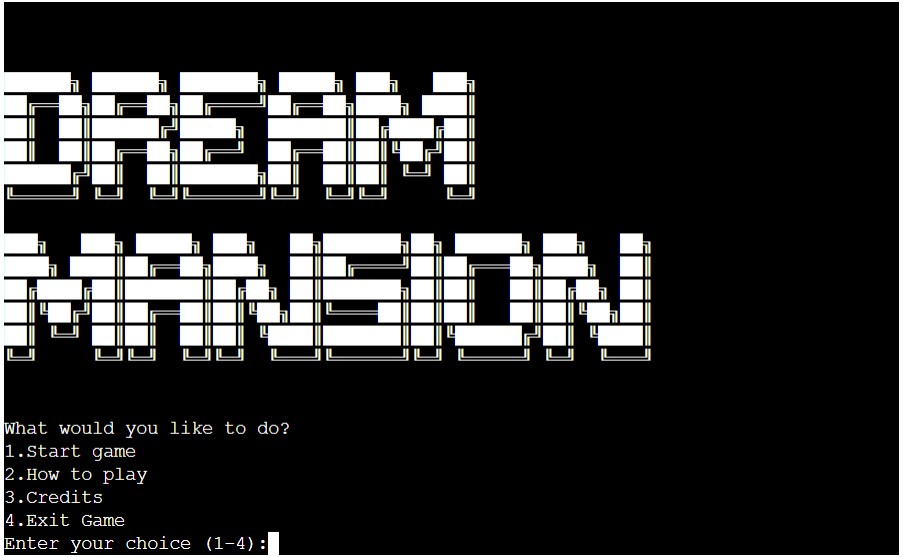 DREAM
MANSION
What would you like to do?
1.Start game
2.How to play
3.Credits
4.Exit Game
Enter your choice (1-4):